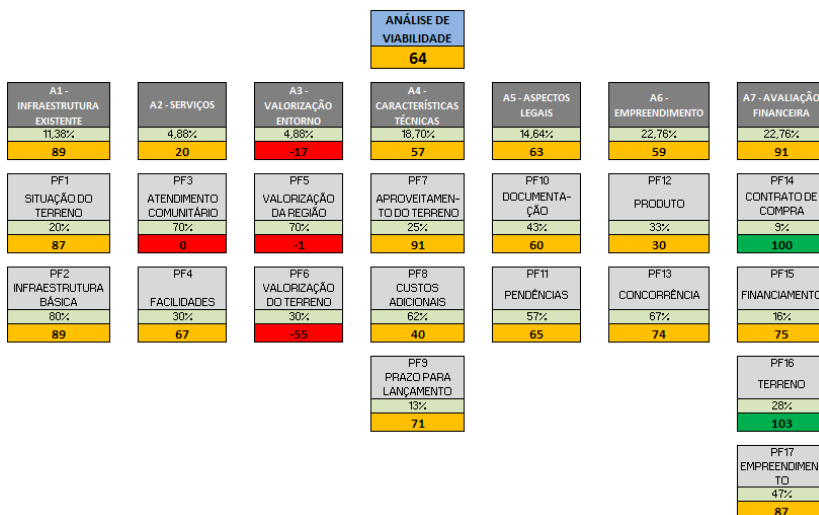 ANÁLISE DE
VIABILIDADE
64
A1 -
INFRAESTRUTURA
EXISTENTE
11,38%
89
A2 - SERVIÇOS
4,88%
20
A3 -
VALORIZAÇÃO
ENTORNO
4,88%
-17
A4 -
CARACTERÍSTICAS
TÉCNICAS
18,70%
57
A5 - ASPECTOS
LEGAIS
14,64%
63
A6 -
EMPREENDIMENTO
22,76%
59
A7 - AVALIAÇÃO
FINANCEIRA
22,76%
91
PF1
SITUAÇÃO DO
TERRENO
20%
87
PF3
ATENDIMENTO
COMUNITÁRIO
70%
0
PF5
VALORIZAÇÃO
DA REGIÃO
70%
-1
PF7
APROVEITAMEN-
TO DO TERRENO
25%
91
PF10
DOCUMENTA-
ÇÃO
43%
60
PF12
PRODUTO
33%
30
PF14
CONTRATO DE
COMPRA
9%
100
PF2
INFRAESTRUTURA
BÁSICA
80%
89
PF4
FACILIDADES
30%
67
PF6
VALORIZAÇÃO
DO TERRENO
30%
-55
PF8
CUSTOS
ADICIONAIS
62%
40
PF11
PENDÊNCIAS
57%
65
PF13
CONCORRÊNCIA
67%
74
PF15
FINANCIAMENTO
16%
75
PF9
PRAZO PARA
LANÇAMENTO
13%
71
PF16
TERRENO
28%
103
PF17
EMPREENDIMEN
TO
47%
87